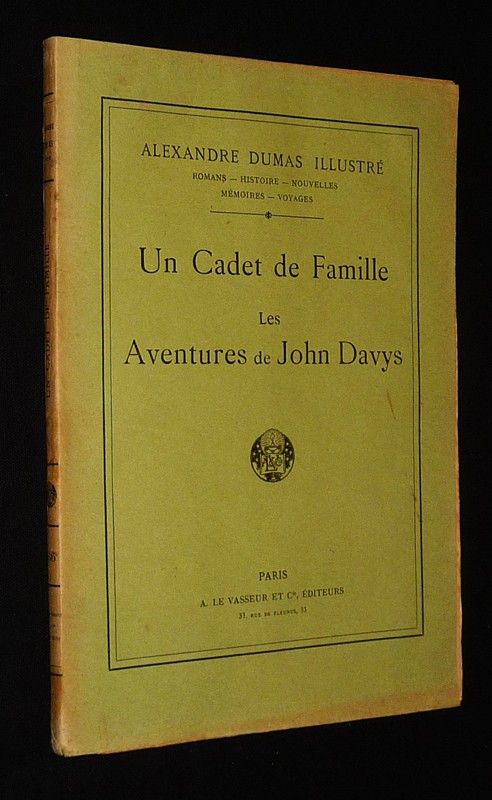 ALEXANDRE DUMAS ILLUSTRÉ
ROMANS — HISTOIRE — NOUVELLES
MÉMOIRES — VOYAGES
Un Cadet de Famille
Les
Aventures de John Davys
PARIS
A. LE VASSEUR ET Cie, ÉDITEURS
33, RUE DE FLEURUS, 33